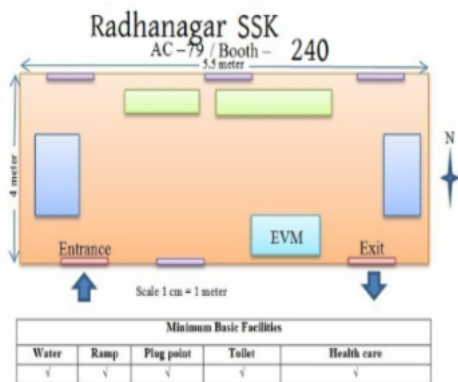 Radhanagar SSK
AC -79 / Booth - 240
5.5 meter
4 meter
N
EVM
Entrance
Exit
Scale 1 cm = 1 meter
Minimum Basic Facilities
Water Ramp Plug point Toilet Health care
√ √ √ √ √